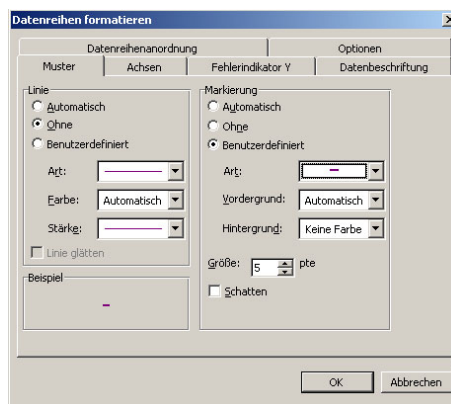 Datenreihen formatieren
Datenreihenanordnung Optionen
Muster Achsen Fehlerindikator Y Datenbeschriftung
Linie
Automatisch
Ohne
Benutzerdefiniert
Art:
Farbe: Automatisch
Stärke:
Linie glätten
Beispiel
Markierung
Automatisch
Ohne
Benutzerdefiniert
Art:
Vordergrund: Automatisch
Hintergrund: Keine Farbe
Größe: 5 pte
Schatten
OK Abbrechen